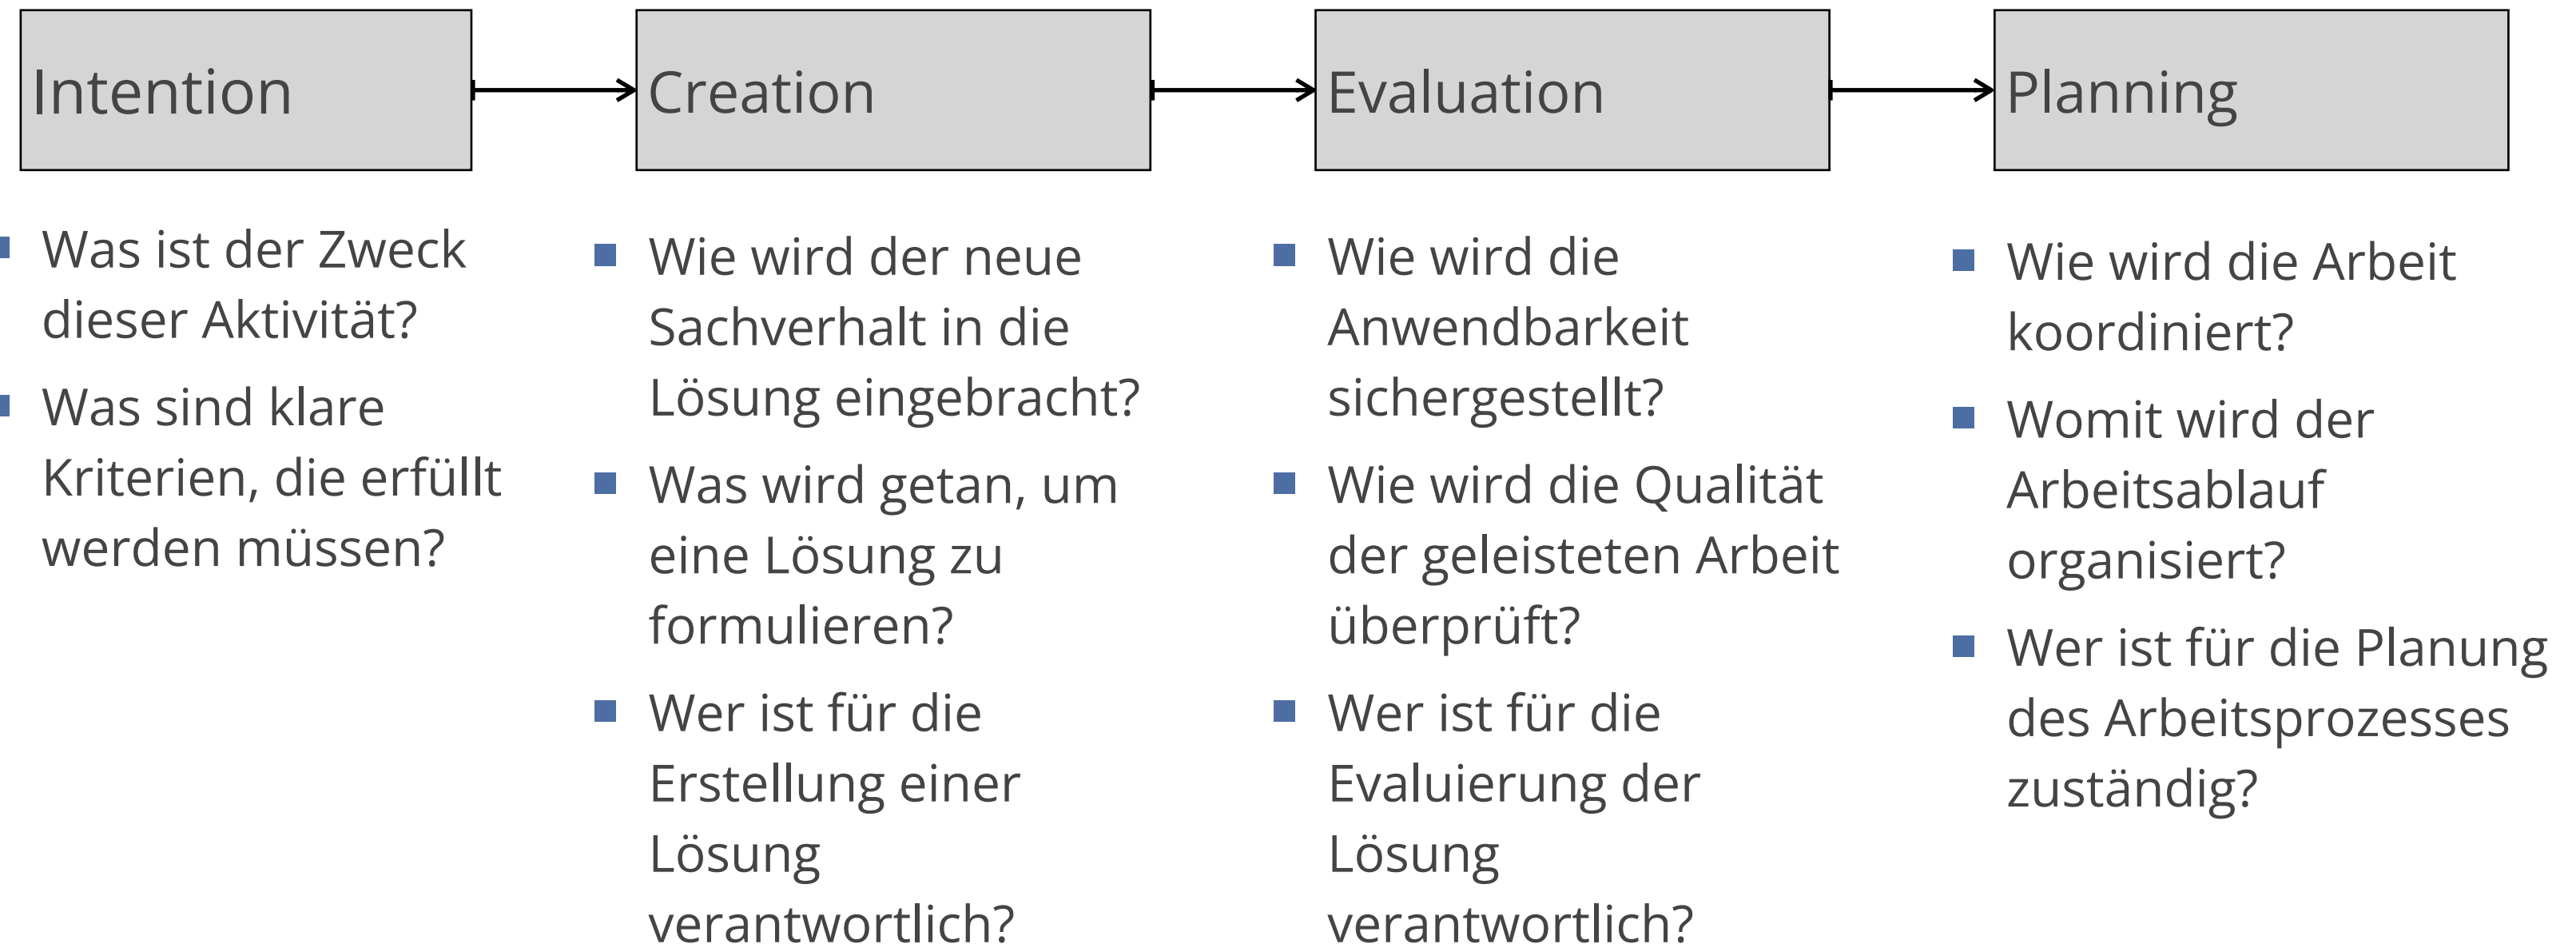 Intention
Creation
Evaluation
Planning
Was ist der Zweck
dieser Aktivität?
Was sind klare
Kriterien, die erfüllt
werden müssen?
Wie wird der neue
Sachverhalt in die
Lösung eingebracht?
Was wird getan, um
eine Lösung zu
formulieren?
Wer ist für die
Erstellung einer
Lösung
verantwortlich?
Wie wird die
Anwendbarkeit
sichergestellt?
Wie wird die Qualität
der geleisteten Arbeit
überprüft?
Wer ist für die
Evaluierung der
Lösung
verantwortlich?
Wie wird die Arbeit
koordiniert?
Womit wird der
Arbeitsablauf
organisiert?
Wer ist für die Planung
des Arbeitsprozesses
zuständig?